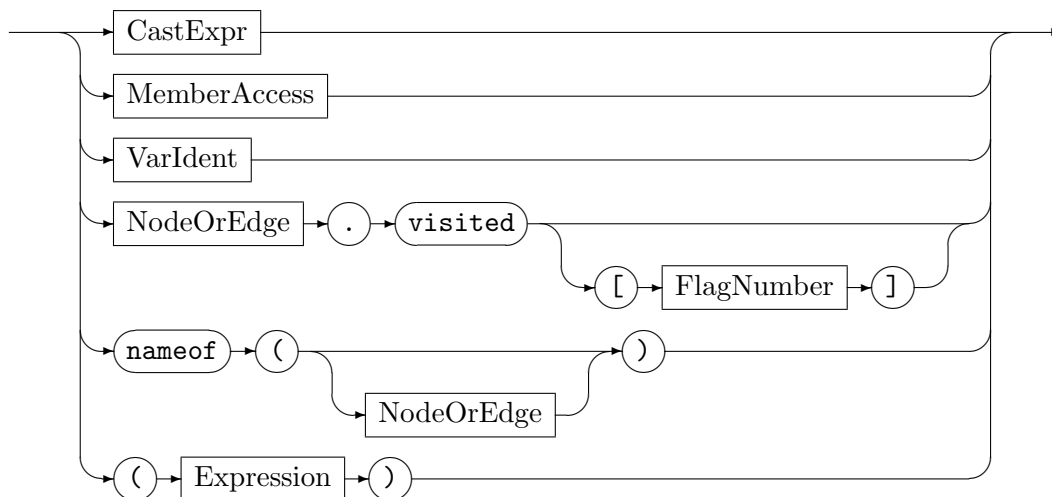 CastExpr
MemberAccess
VarIdent
NodeOrEdge . visited
[ FlagNumber ]
nameof ( )
NodeOrEdge
( Expression )